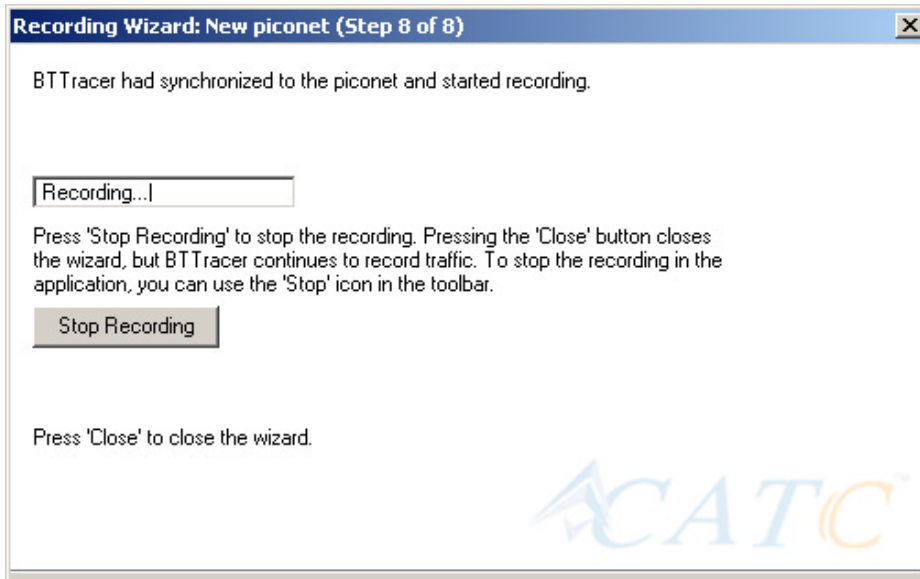 Recording Wizard: New piconet (Step 8 of 8)
BTTracer had synchronized to the piconet and started recording.
Recording...
Press 'Stop Recording' to stop the recording. Pressing the 'Close' button closes
the wizard, but BTTracer continues to record traffic. To stop the recording in the
application, you can use the 'Stop' icon in the toolbar.
Stop Recording
Press 'Close' to close the wizard.
CATC™